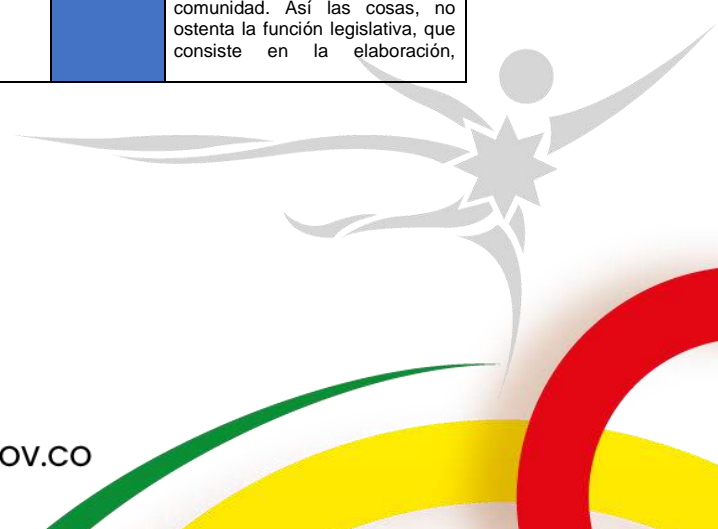 comunidad. Así las cosas, no
ostenta la función legislativa, que
consiste en la elaboración,
OV.CO